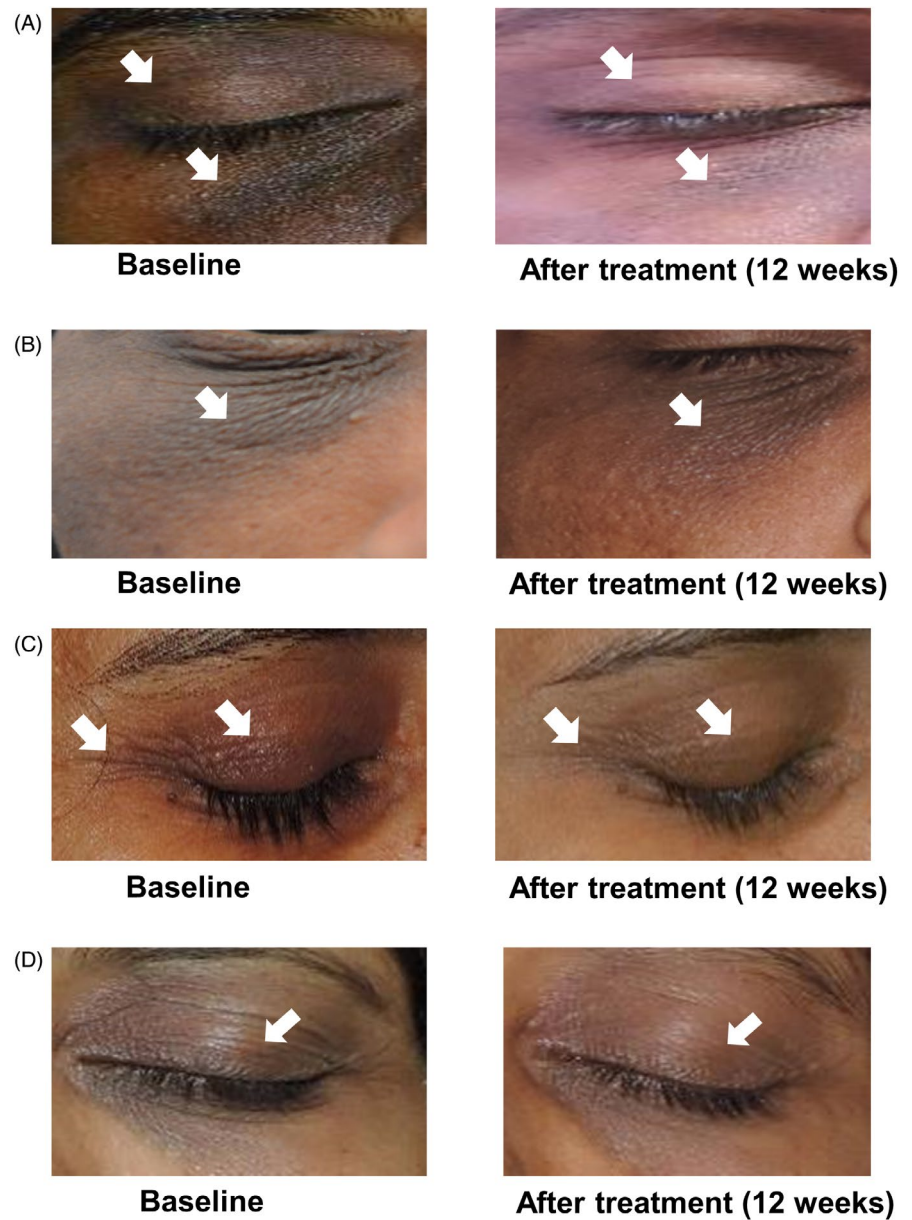 (A)
Baseline
After treatment (12 weeks)
(B)
Baseline
After treatment (12 weeks)
(C)
Baseline
After treatment (12 weeks)
(D)
Baseline
After treatment (12 weeks)